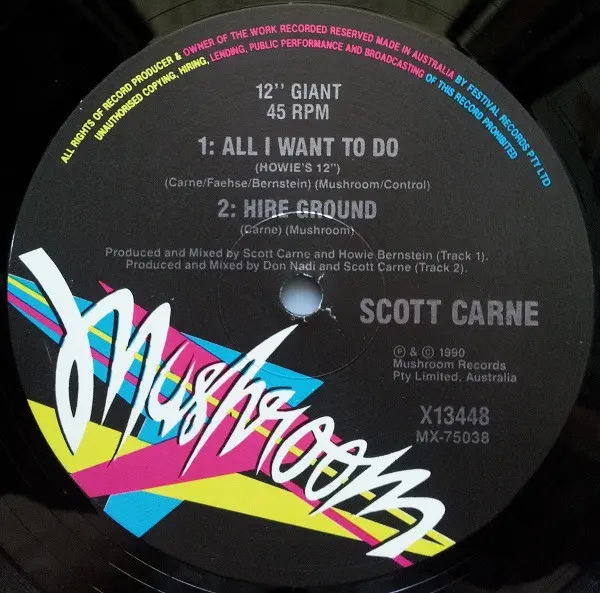 ALL RIGHTS OF RECORD PRODUCER & OWNER OF THE WORK RECORDED RESERVED MADE IN AUSTRALIA BY FESTIVAL RECORDS PTY LTD
UNAUTHORISED COPYING, HIRING, LENDING, PUBLIC PERFORMANCE AND BROADCASTING OF THIS RECORD PROHIBITED
12" GIANT
45 RPM
1: ALL I WANT TO DO
(HOWIE'S 12")
(Carne/Faehse/Bernstein) (Mushroom/Control)
2: HIRE GROUND
(Carne) (Mushroom)
Produced and Mixed by Scott Carne and Howie Bernstein (Track 1).
Produced and Mixed by Don Nadi and Scott Carne (Track 2).
SCOTT CARNE
℗ & © 1990
Mushroom Records
Pty Limited, Australia
X13448
MX-75038
Mushroom